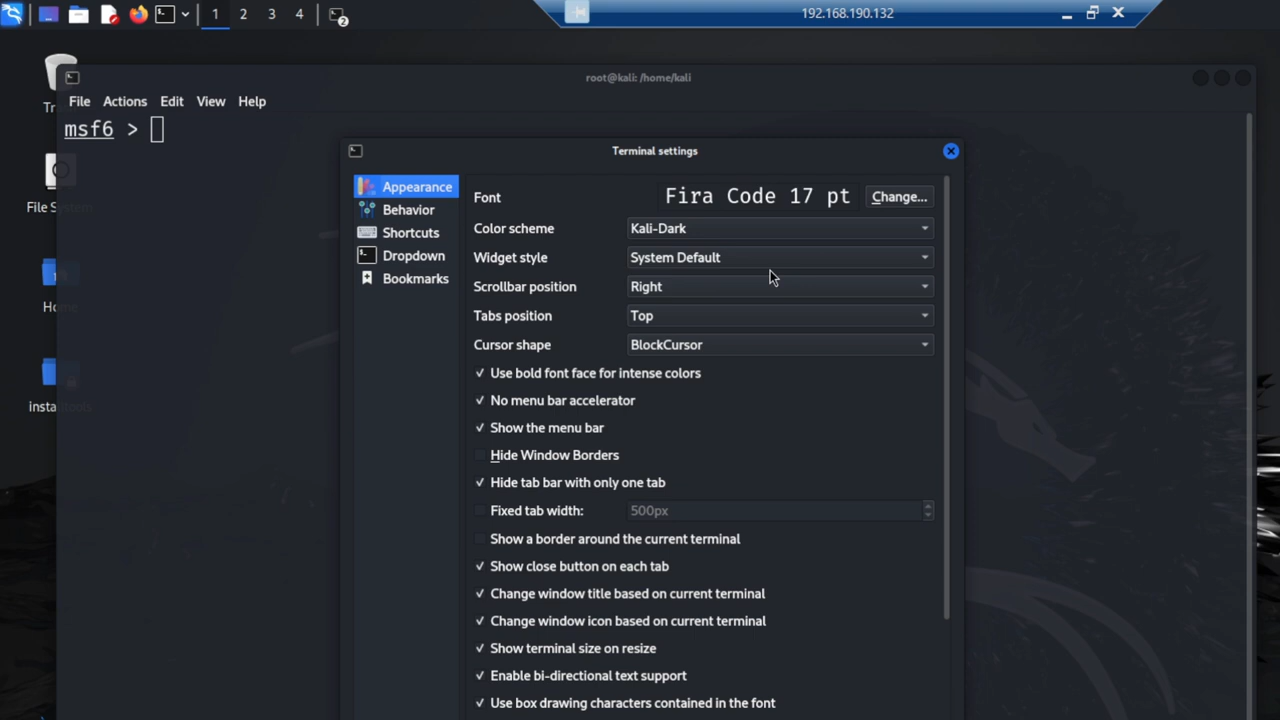 1 2 3 4 2
192.168.190.132
root@kali: /home/kali
File Actions Edit View Help
msf6 >
Terminal settings
Appearance
Behavior
Shortcuts
Dropdown
Bookmarks
Font Fira Code 17 pt Change...
Color scheme Kali-Dark
Widget style System Default
Scrollbar position Right
Tabs position Top
Cursor shape BlockCursor
Use bold font face for intense colors
No menu bar accelerator
Show the menu bar
Hide Window Borders
Hide tab bar with only one tab
Fixed tab width: 500px
Show a border around the current terminal
Show close button on each tab
Change window title based on current terminal
Change window icon based on current terminal
Show terminal size on resize
Enable bi-directional text support
Use box drawing characters contained in the font
File System